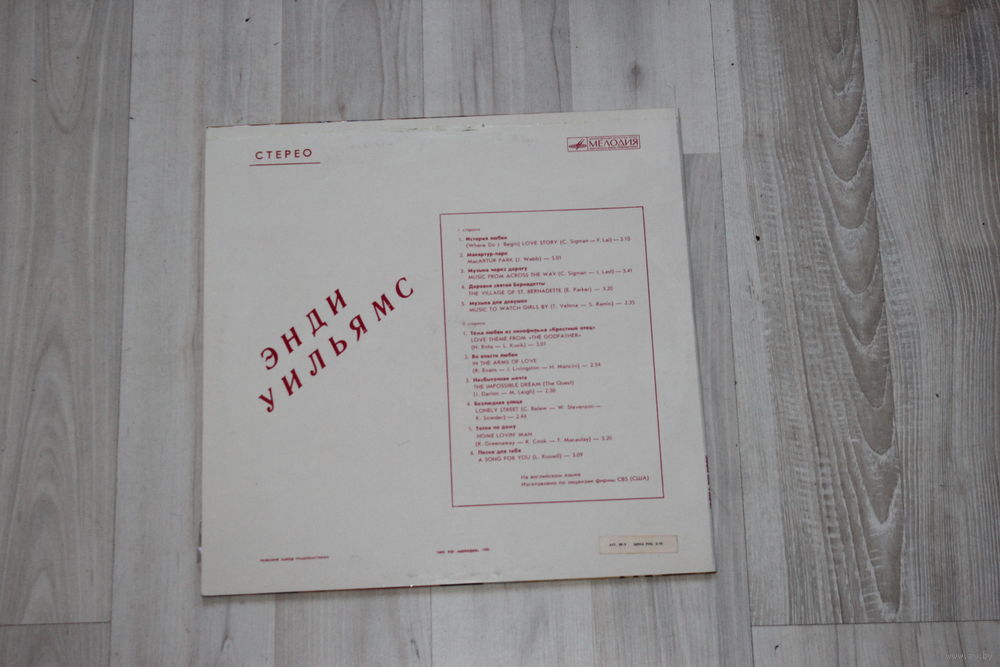 СТЕРЕО
МЕЛОДИЯ
ЭНДИ
УИЛЬЯМС
I сторона
1. История любви
(Where Do I Begin) LOVE STORY (C. Sigman — F. Lai) — 3.10
2. Макартур-парк
MacARTUR PARK (J. Webb) — 5.01
3. Музыка через дорогу
MUSIC FROM ACROSS THE WAY (C. Sigman — J. Last) — 3.41
4. Деревня святой Бернадетты
THE VILLAGE OF ST. BERNADETTE (E. Parker) — 3.20
5. Музыка для девушки
MUSIC TO WATCH GIRLS BY (T. Velona — S. Ramin) — 2.35
II сторона
1. Тема любви из кинофильма «Крестный отец»
LOVE THEME FROM «THE GODFATHER»
(N. Rota — L. Kusik) — 3.01
2. Во власти любви
IN THE ARMS OF LOVE
(R. Evans — J. Livingston — H. Mancini) — 2.54
3. Несбыточная мечта
THE IMPOSSIBLE DREAM (The Quest)
(J. Darion — M. Leigh) — 2.30
4. Безлюдная улица
LONELY STREET (C. Belew — W. Stevenson —
K. Sowder) — 2.44
5. Тоска по дому
HOME LOVIN' MAN
(R. Greenaway — R. Cook — T. Macaulay) — 3.20
6. Песня для тебя
A SONG FOR YOU (L. Russell) — 3.09
На английском языке
Изготовлено по лицензии фирмы CBS (США)